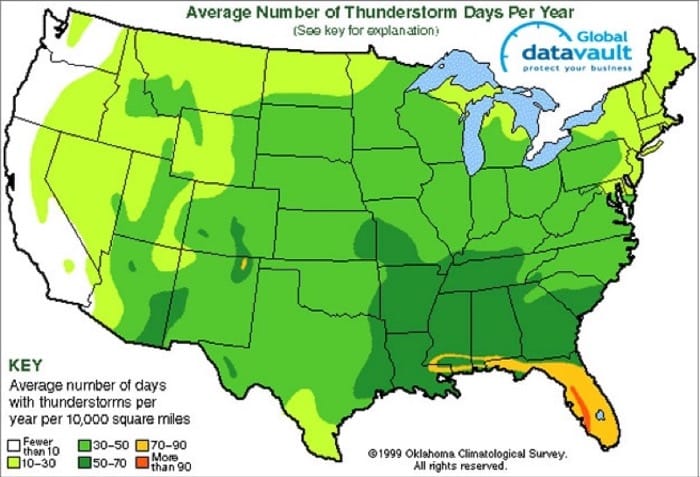 Average Number of Thunderstorm Days Per Year
(See key for explanation)
Global
datavault
protect your business
KEY
Average number of days
with thunderstorms per
year per 10,000 square miles
Fewer than 10
30-50
70-90
10-30
50-70
More than 90
©1999 Oklahoma Climatological Survey.
All rights reserved.